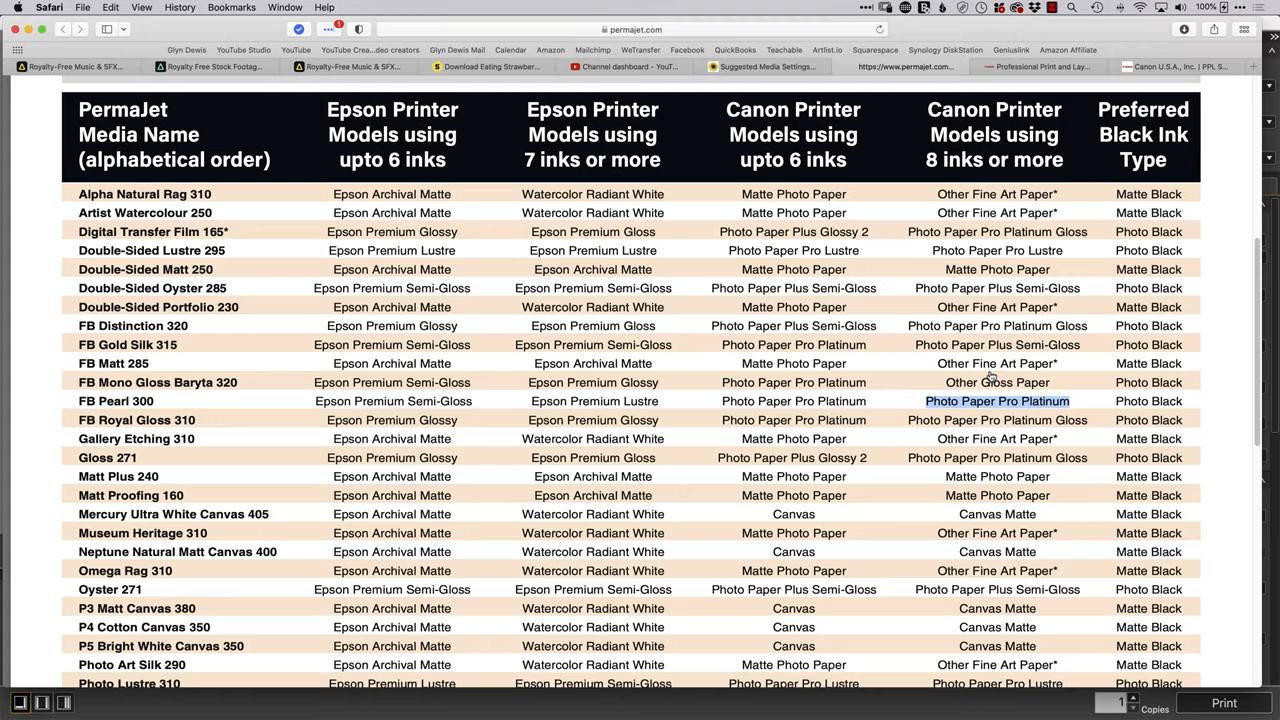 Safari File Edit View History Bookmarks Window Help 100%
permajet.com
Glyn Dewis YouTube Studio YouTube YouTube Crea...deo creators Glyn Dewis Mail Calendar Amazon Mailchimp WeTransfer Facebook QuickBooks Teachable Artlist.io Squarespace Synology DiskStation Geniuslink Amazon Affiliate
Royalty-Free Music & SFX... Royalty Free Stock Footag... Royalty-Free Music & SFX... Download Eating Strawber... Channel dashboard - YouT... Suggested Media Settings... https://www.permajet.com... Professional Print and Lay... Canon U.S.A., Inc. | PPL S...
PermaJet Epson Printer Epson Printer Canon Printer Canon Printer Preferred
Media Name Models using Models using Models using Models using Black Ink
(alphabetical order) upto 6 inks 7 inks or more upto 6 inks 8 inks or more Type
Alpha Natural Rag 310 Epson Archival Matte Watercolor Radiant White Matte Photo Paper Other Fine Art Paper* Matte Black
Artist Watercolour 250 Epson Archival Matte Watercolor Radiant White Matte Photo Paper Other Fine Art Paper* Matte Black
Digital Transfer Film 165* Epson Premium Glossy Epson Premium Gloss Photo Paper Plus Glossy 2 Photo Paper Pro Platinum Gloss Photo Black
Double-Sided Lustre 295 Epson Premium Lustre Epson Premium Lustre Photo Paper Pro Lustre Photo Paper Pro Lustre Photo Black
Double-Sided Matt 250 Epson Archival Matte Epson Archival Matte Matte Photo Paper Matte Photo Paper Matte Black
Double-Sided Oyster 285 Epson Premium Semi-Gloss Epson Premium Semi-Gloss Photo Paper Plus Semi-Gloss Photo Paper Plus Semi-Gloss Photo Black
Double-Sided Portfolio 230 Epson Archival Matte Watercolor Radiant White Matte Photo Paper Other Fine Art Paper* Matte Black
FB Distinction 320 Epson Premium Glossy Epson Premium Gloss Photo Paper Plus Semi-Gloss Photo Paper Pro Platinum Gloss Photo Black
FB Gold Silk 315 Epson Premium Semi-Gloss Epson Premium Semi-Gloss Photo Paper Pro Platinum Photo Paper Plus Semi-Gloss Photo Black
FB Matt 285 Epson Archival Matte Epson Archival Matte Matte Photo Paper Other Fine Art Paper* Matte Black
FB Mono Gloss Baryta 320 Epson Premium Semi-Gloss Epson Premium Glossy Photo Paper Pro Platinum Other Gloss Paper Photo Black
FB Pearl 300 Epson Premium Semi-Gloss Epson Premium Lustre Photo Paper Pro Platinum Photo Paper Pro Platinum Photo Black
FB Royal Gloss 310 Epson Premium Glossy Epson Premium Glossy Photo Paper Pro Platinum Photo Paper Pro Platinum Gloss Photo Black
Gallery Etching 310 Epson Archival Matte Watercolor Radiant White Matte Photo Paper Other Fine Art Paper* Matte Black
Gloss 271 Epson Premium Glossy Epson Premium Gloss Photo Paper Plus Glossy 2 Photo Paper Pro Platinum Gloss Photo Black
Matt Plus 240 Epson Archival Matte Epson Archival Matte Matte Photo Paper Matte Photo Paper Matte Black
Matt Proofing 160 Epson Archival Matte Epson Archival Matte Matte Photo Paper Matte Photo Paper Matte Black
Mercury Ultra White Canvas 405 Epson Archival Matte Watercolor Radiant White Canvas Canvas Matte Matte Black
Museum Heritage 310 Epson Archival Matte Watercolor Radiant White Matte Photo Paper Other Fine Art Paper* Matte Black
Neptune Natural Matt Canvas 400 Epson Archival Matte Watercolor Radiant White Canvas Canvas Matte Matte Black
Omega Rag 310 Epson Archival Matte Watercolor Radiant White Matte Photo Paper Other Fine Art Paper* Matte Black
Oyster 271 Epson Premium Semi-Gloss Epson Premium Semi-Gloss Photo Paper Plus Semi-Gloss Photo Paper Plus Semi-Gloss Photo Black
P3 Matt Canvas 380 Epson Archival Matte Watercolor Radiant White Canvas Canvas Matte Matte Black
P4 Cotton Canvas 350 Epson Archival Matte Watercolor Radiant White Canvas Canvas Matte Matte Black
P5 Bright White Canvas 350 Epson Archival Matte Watercolor Radiant White Canvas Canvas Matte Matte Black
Photo Art Silk 290 Epson Archival Matte Watercolor Radiant White Matte Photo Paper Other Fine Art Paper* Matte Black
Photo Lustre 310 Epson Premium Lustre Epson Premium Semi-Gloss Photo Paper Pro Lustre Photo Paper Pro Lustre Photo Black
1 Copies Print